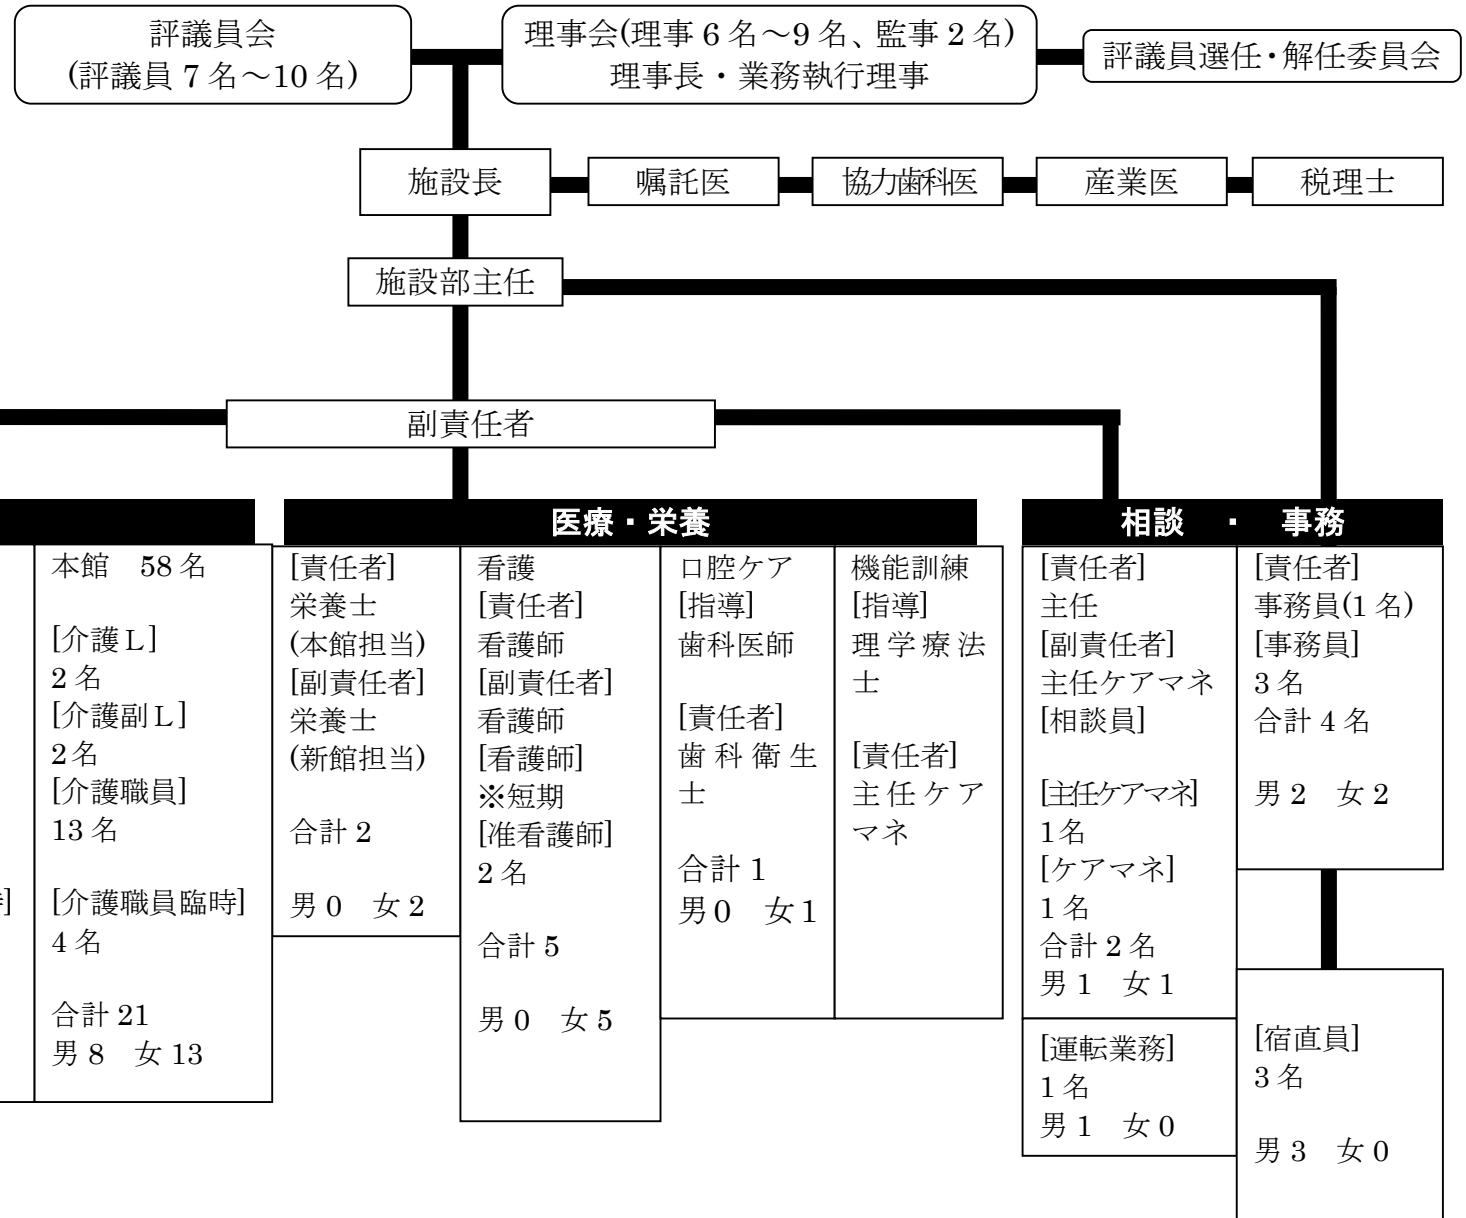 評議員会
(評議員 7 名～10 名)
理事会(理事 6 名～9 名、監事 2 名)
理事長・業務執行理事
評議員選任・解任委員会
施設長
嘱託医
協力歯科医
産業医
税理士
施設部主任
副責任者
医療・栄養
相談 ・ 事務
]
本館 58 名
[介護 L]
2 名
[介護副 L]
2名
[介護職員]
13 名
[介護職員臨時]
4 名
合計 21
男 8 女 13
[責任者]
栄養士
(本館担当)
[副責任者]
栄養士
(新館担当)
合計 2
男 0 女 2
看護
[責任者]
看護師
[副責任者]
看護師
[看護師]
※短期
[准看護師]
2 名
合計 5
男 0 女 5
口腔ケア
[指導]
歯科医師
[責任者]
歯科衛生
士
合計 1
男 0 女 1
機能訓練
[指導]
理学療法
士
[責任者]
主任ケア
マネ
[責任者]
主任
[副責任者]
主任ケアマネ
[相談員]
[主任ケアマネ]
1名
[ケアマネ]
1 名
合計 2 名
男 1 女 1
[運転業務]
1 名
男 1 女 0
[責任者]
事務員(1 名)
[事務員]
3 名
合計 4 名
男 2 女 2
[宿直員]
3 名
男 3 女 0